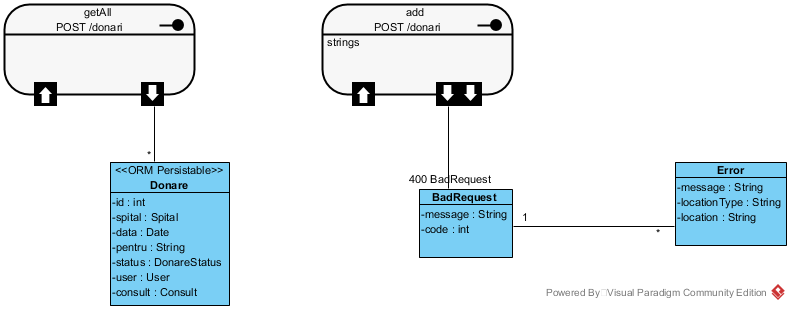 getAll
POST /donari
add
POST /donari
strings
*
<<ORM Persistable>>
Donare
-id : int
-spital : Spital
-data : Date
-pentru : String
-status : DonareStatus
-user : User
-consult : Consult
400 BadRequest
BadRequest
-message : String
-code : int
1
*
Error
-message : String
-locationType : String
-location : String
Powered By Visual Paradigm Community Edition